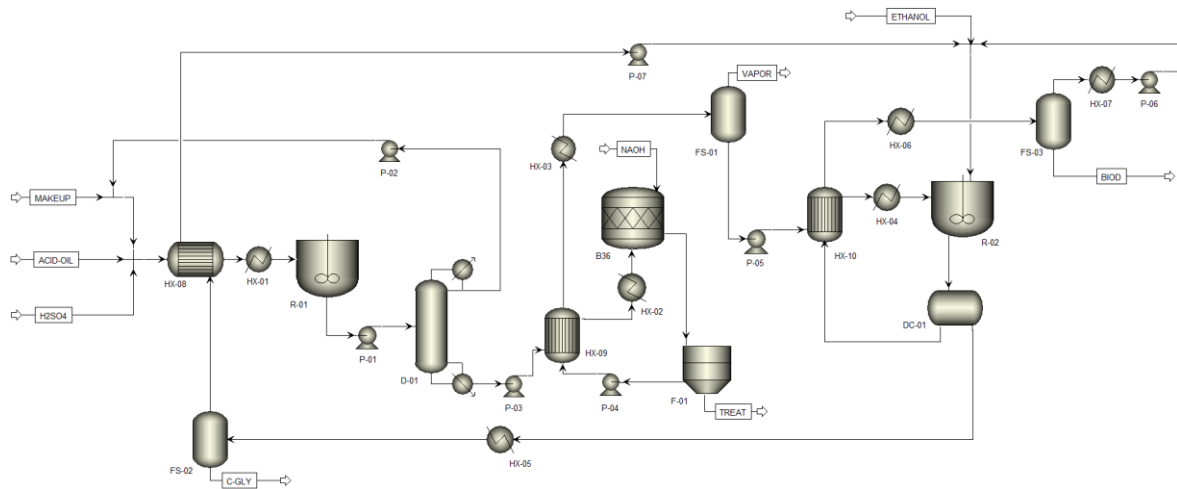 ETHANOL
P-07
VAPOR
HX-07
P-06
FS-01
HX-03
NAOH
HX-06
FS-03
P-02
BIOD
MAKEUP
HX-04
R-02
B36
P-05
HX-10
ACID-OIL
HX-08
HX-01
R-01
HX-02
H2SO4
DC-01
P-01
HX-09
D-01
P-03
P-04
F-01
TREAT
HX-05
FS-02
C-GLY